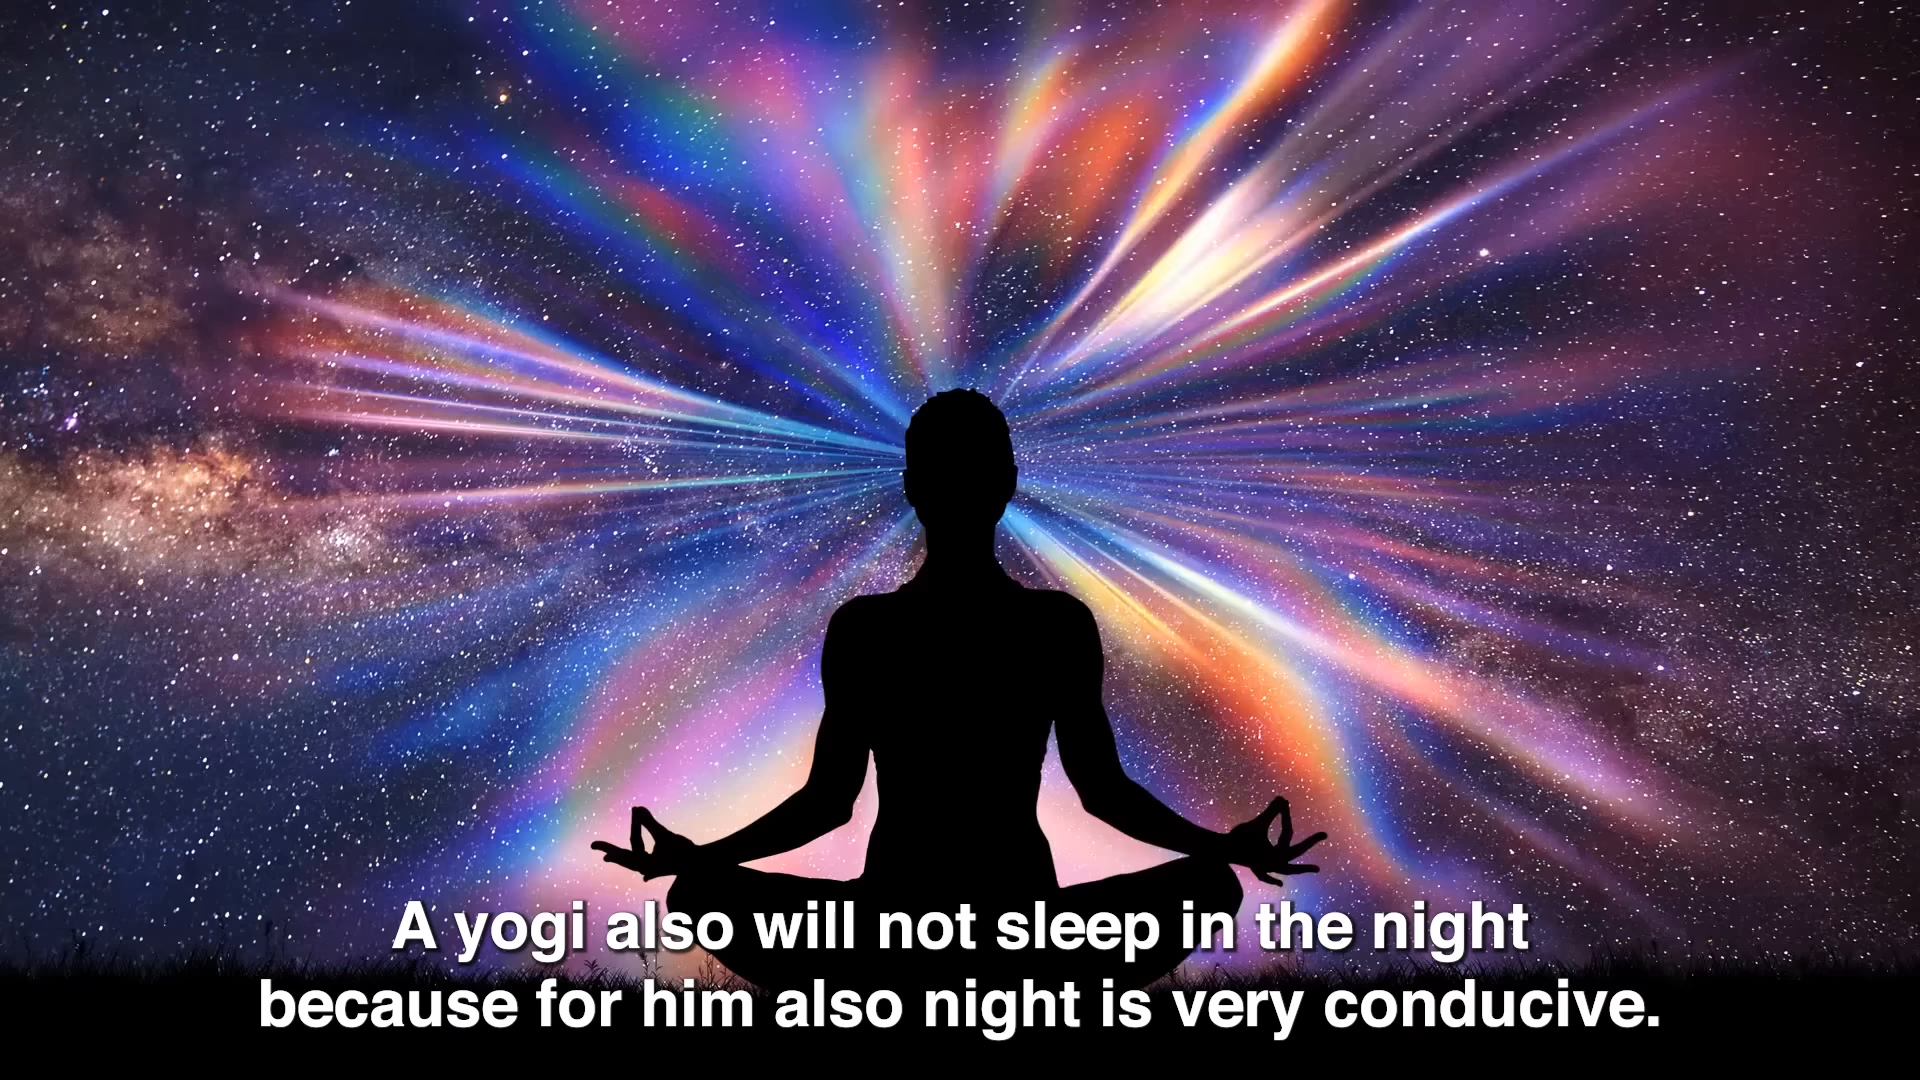 A yogi also will not sleep in the night
because for him also night is very conducive.